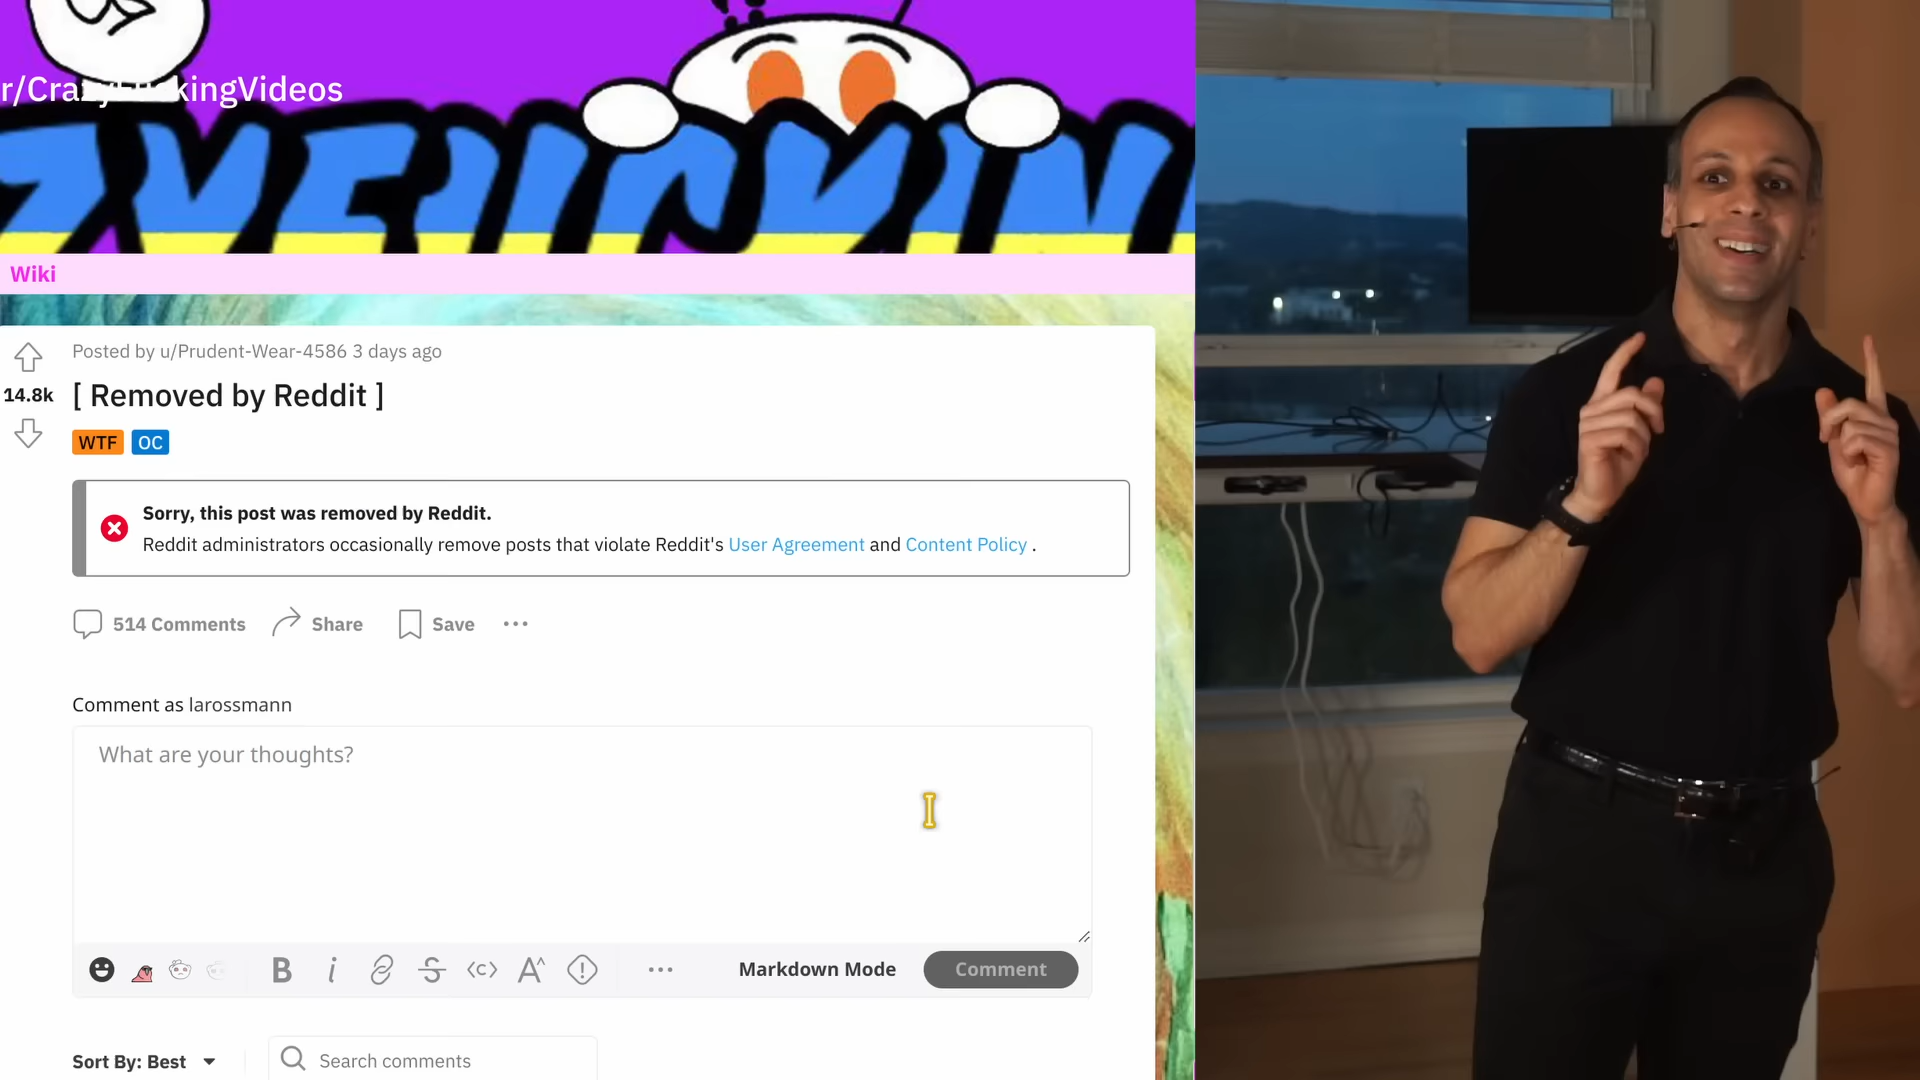 r/CrazyFuckingVideos
ZYFUCKIN
Wiki
Posted by u/Prudent-Wear-4586 3 days ago
14.8k
[ Removed by Reddit ]
WTF OC
Sorry, this post was removed by Reddit.
Reddit administrators occasionally remove posts that violate Reddit's User Agreement and Content Policy .
514 Comments Share Save
Comment as larossmann
What are your thoughts?
B i S <c> A^ Markdown Mode Comment
Sort By: Best Search comments